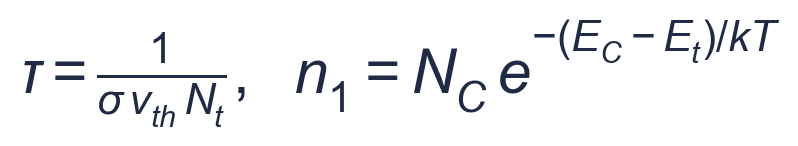 τ = 1/(σ v_th N_t), n_1 = N_C e^{−(E_C − E_t)/kT}